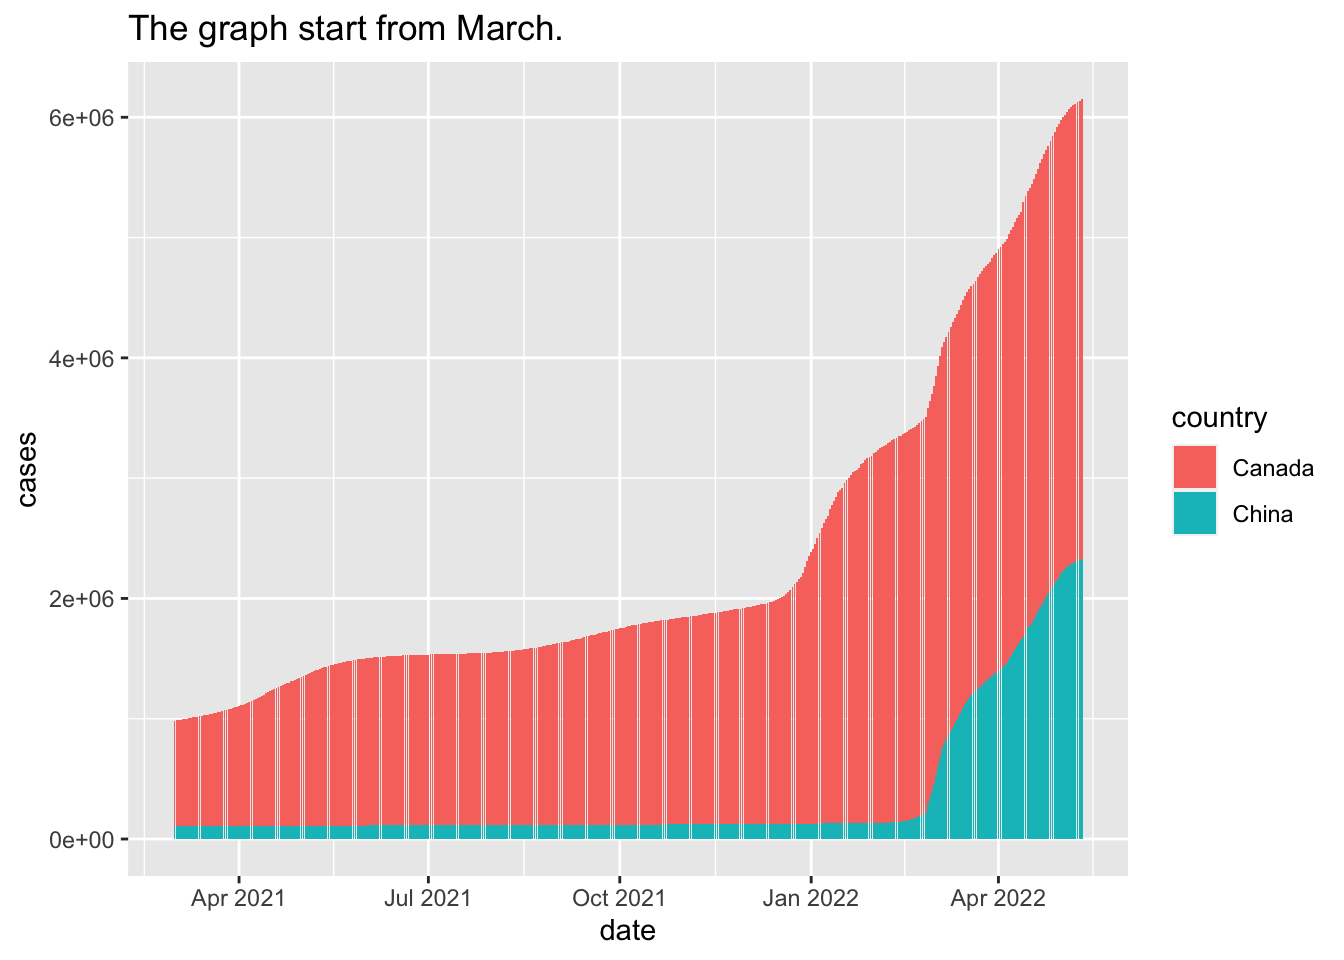 The graph start from March.
6e+06
4e+06
2e+06
0e+00
cases
Apr 2021
Jul 2021
Oct 2021
Jan 2022
Apr 2022
date
country
Canada
China